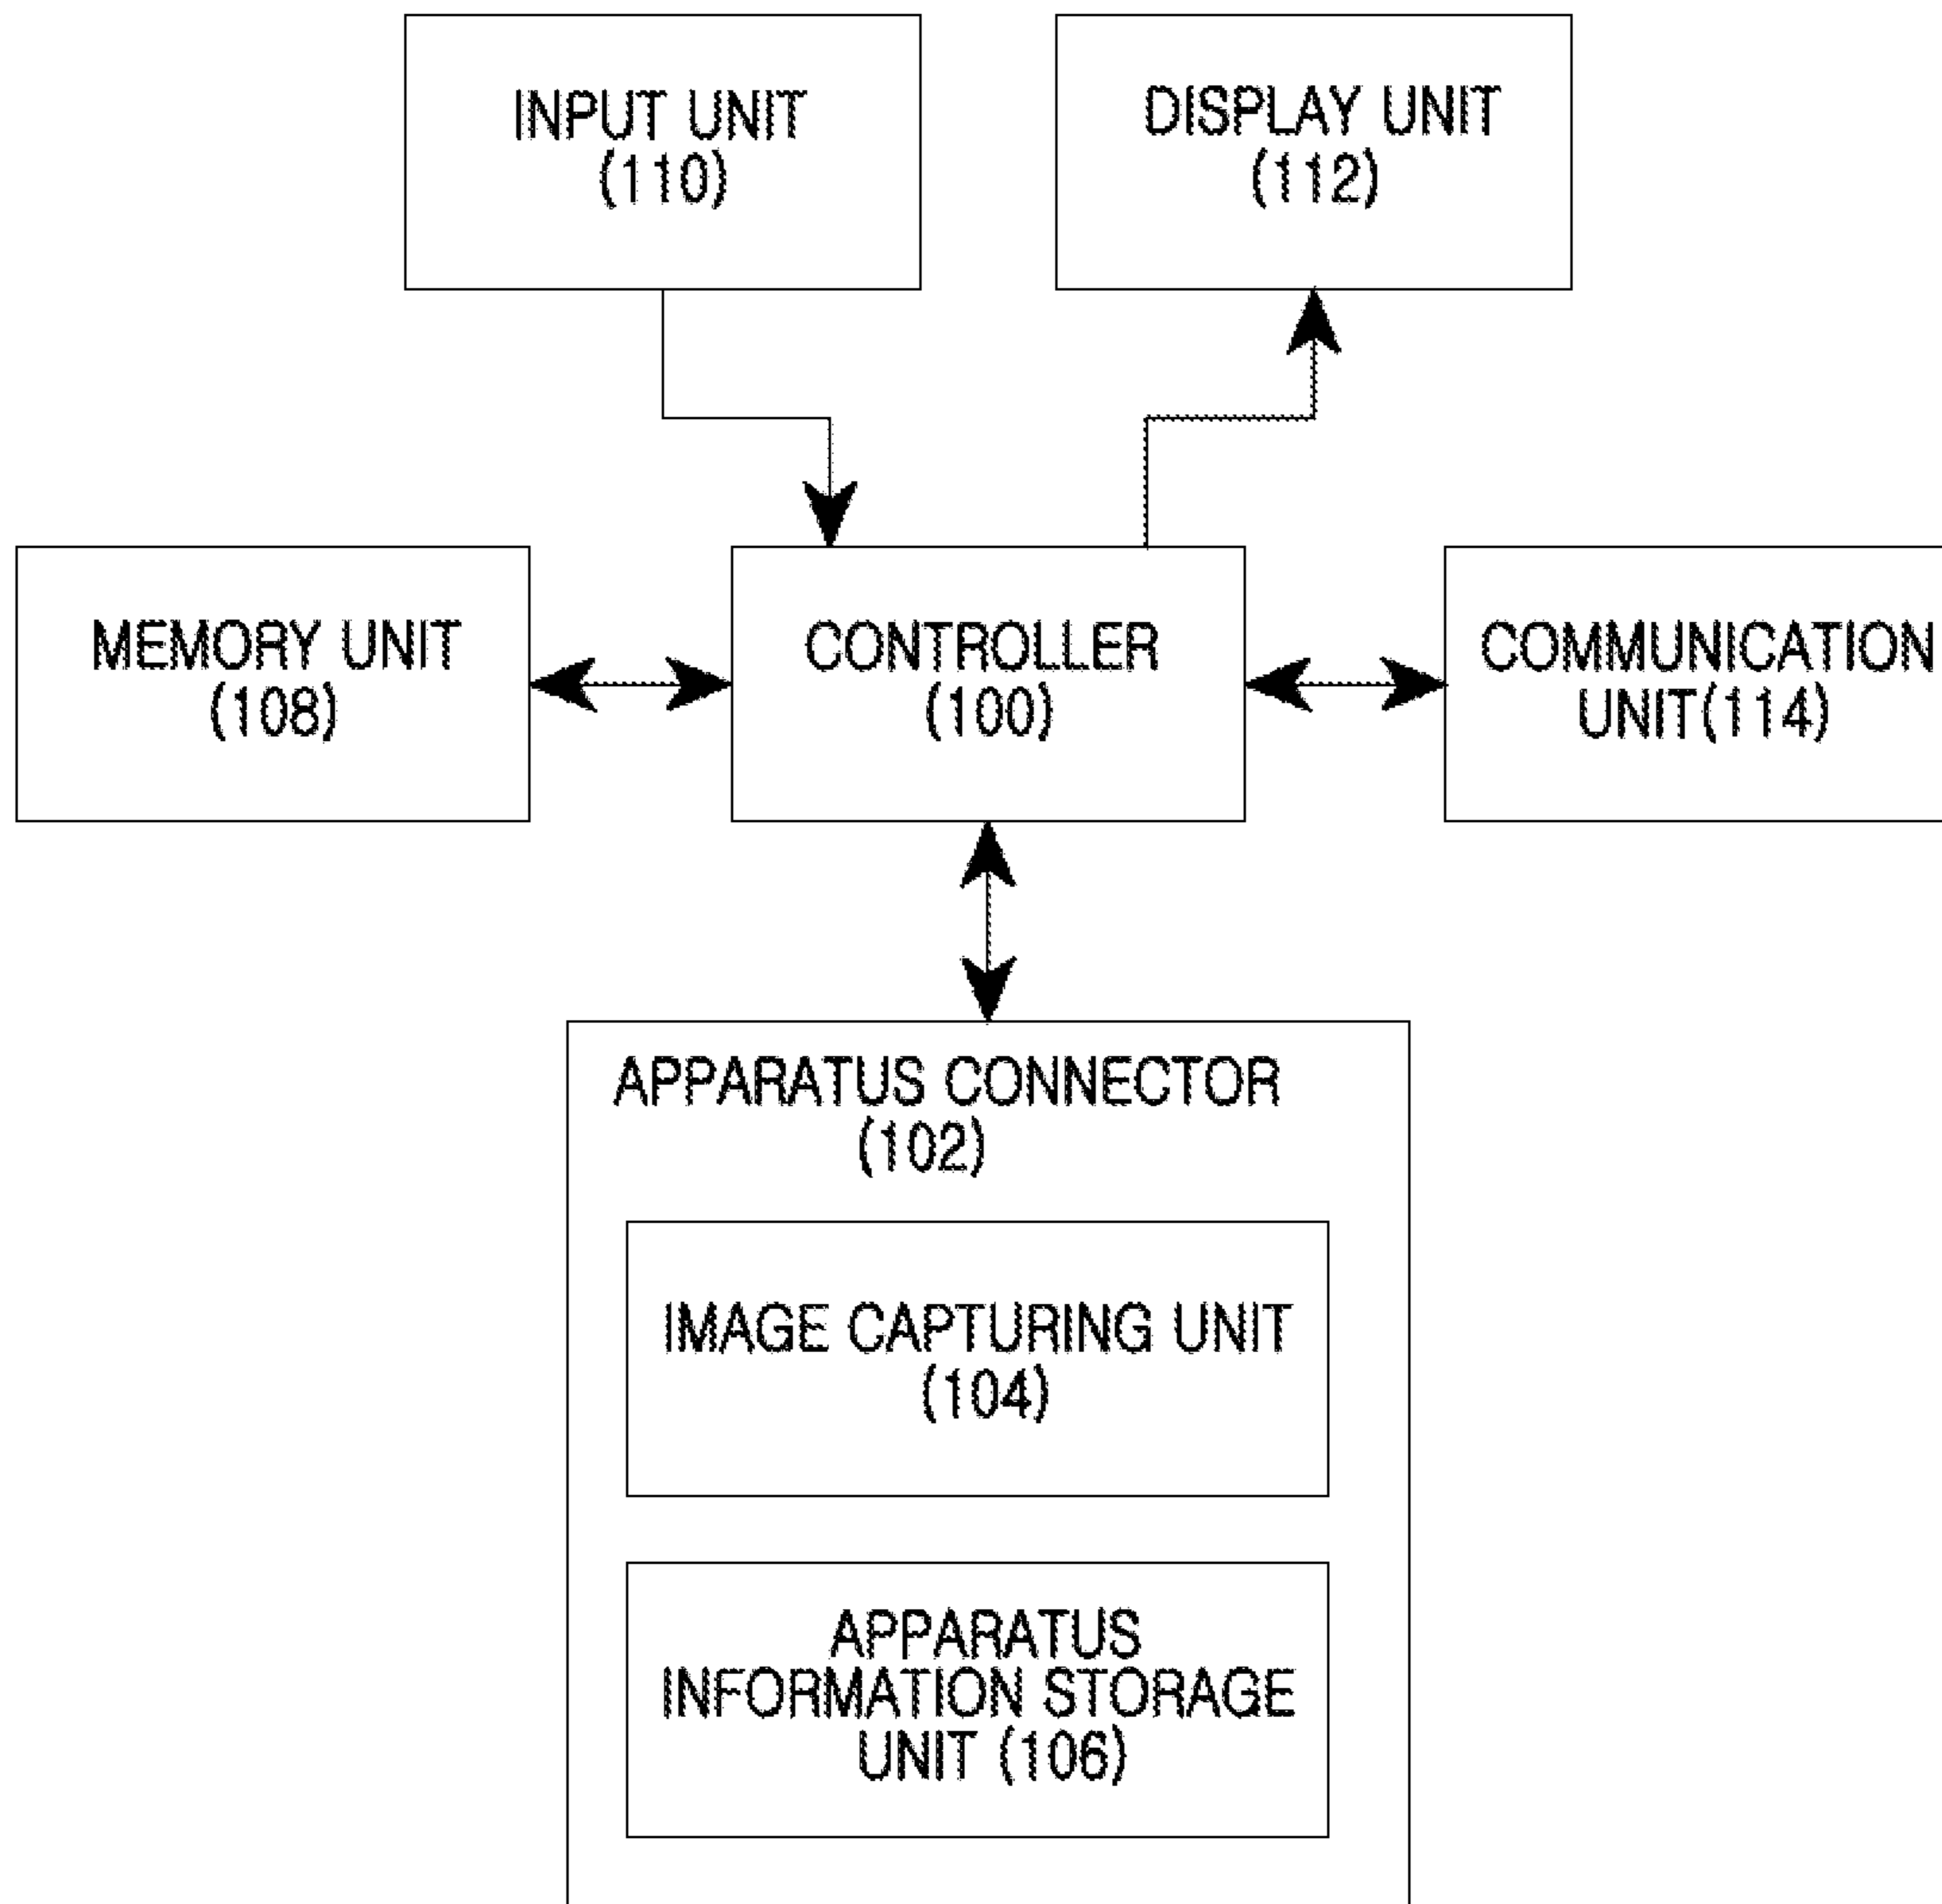 INPUT UNIT
(110)
DISPLAY UNIT
(112)
MEMORY UNIT
(108)
CONTROLLER
(100)
COMMUNICATION
UNIT(114)
APPARATUS CONNECTOR
(102)
IMAGE CAPTURING UNIT
(104)
APPARATUS
INFORMATION STORAGE
UNIT (106)